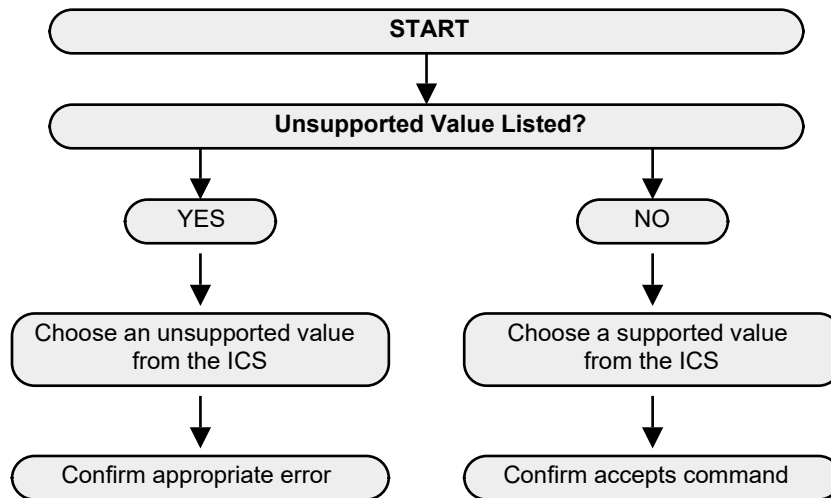 START
Unsupported Value Listed?
YES
NO
Choose an unsupported value
from the ICS
Choose a supported value
from the ICS
Confirm appropriate error
Confirm accepts command